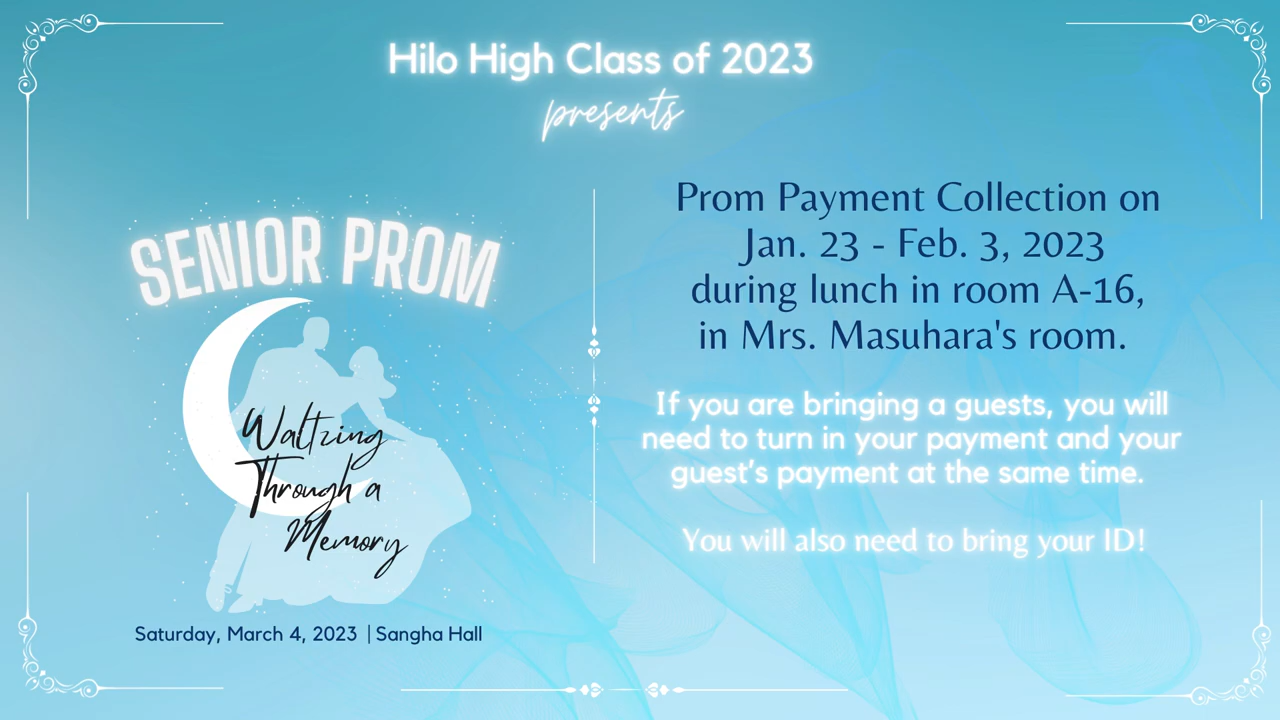 Hilo High Class of 2023
presents
SENIOR PROM
Waltzing
Through a
Memory
Saturday, March 4, 2023 | Sangha Hall
Prom Payment Collection on
Jan. 23 - Feb. 3, 2023
during lunch in room A-16,
in Mrs. Masuhara's room.
If you are bringing a guests, you will
need to turn in your payment and your
guest's payment at the same time.
You will also need to bring your ID!